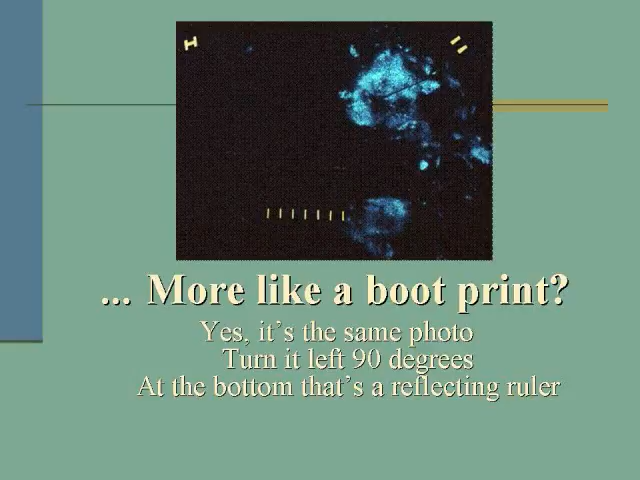 ... More like a boot print?
Yes, it's the same photo
Turn it left 90 degrees
At the bottom that's a reflecting ruler